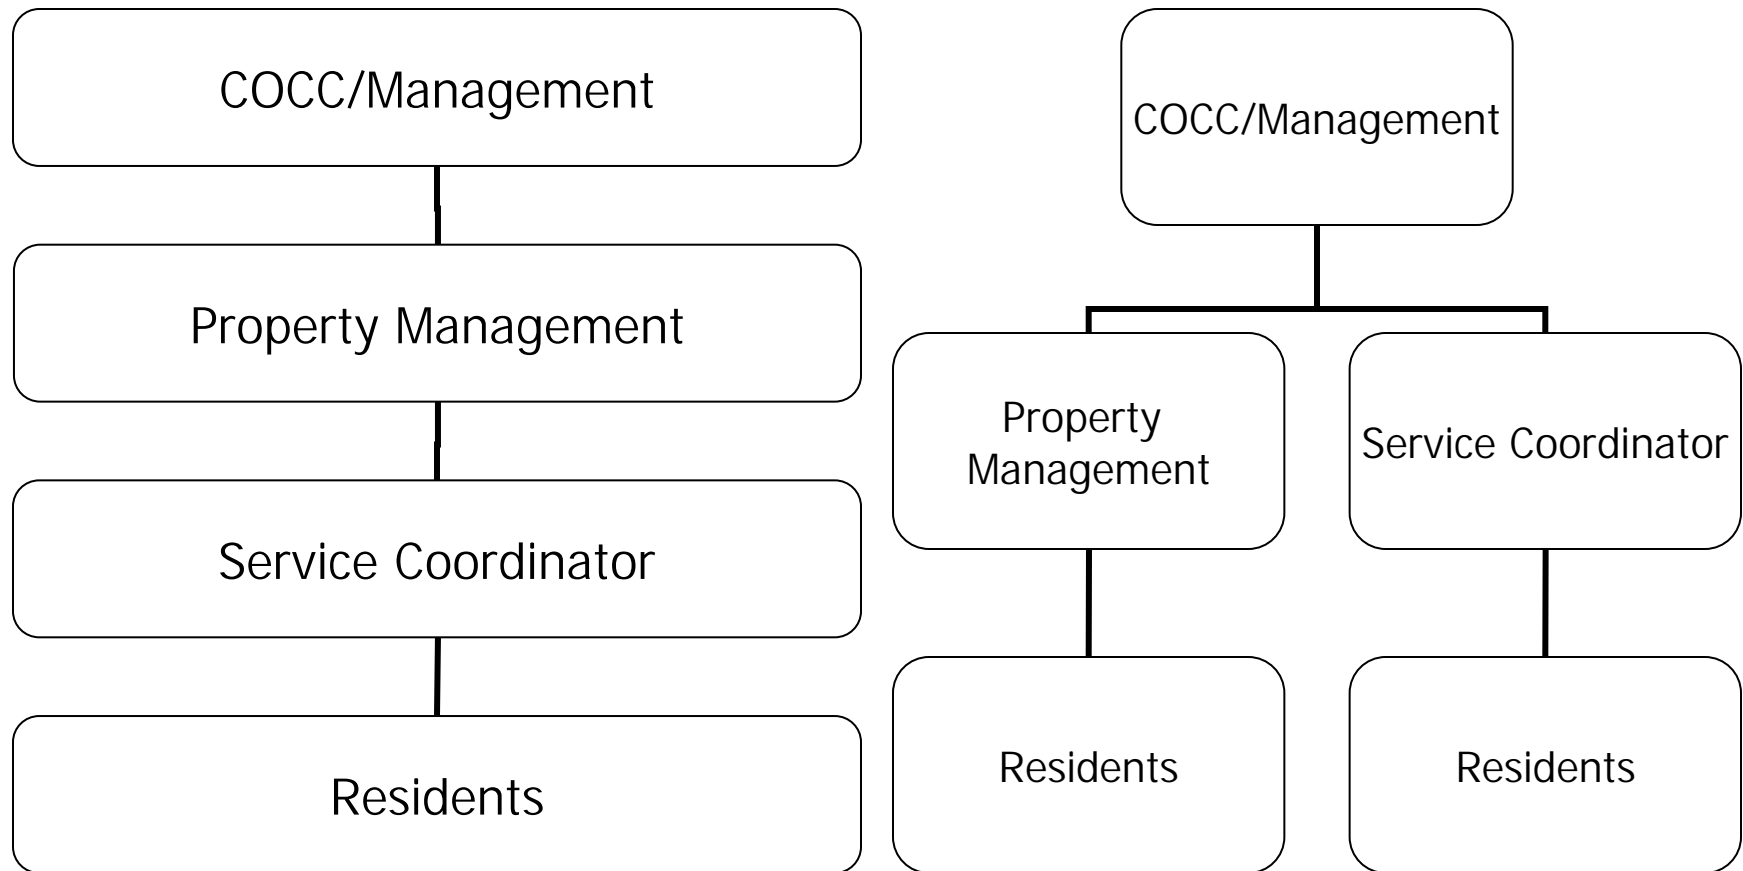 COCC/Management
Property Management
Service Coordinator
Residents
COCC/Management
Property
Management
Service Coordinator
Residents
Residents